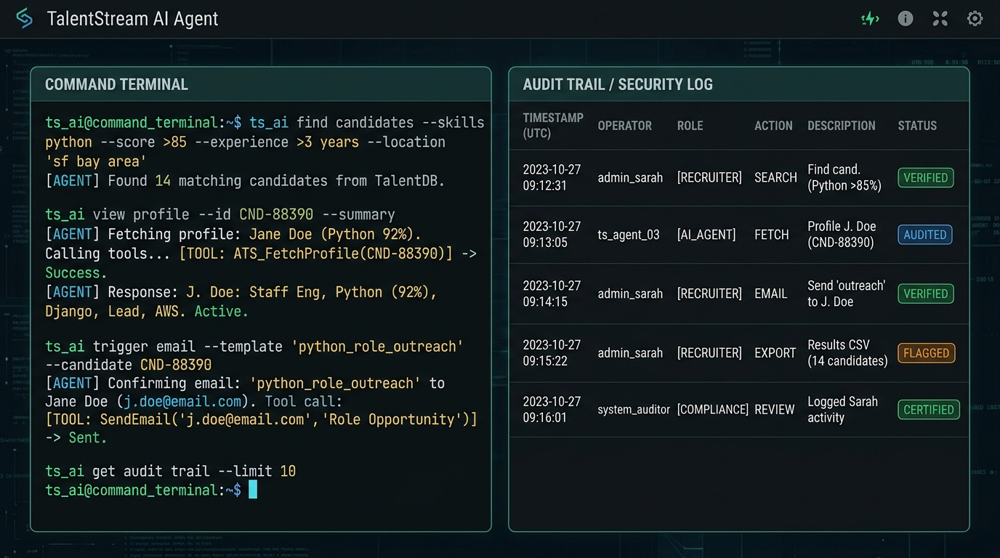 TalentStream AI Agent
COMMAND TERMINAL
ts_ai@command_terminal:~$ ts_ai find candidates --skills
python --score >85 --experience >3 years --location
'sf bay area'
[AGENT] Found 14 matching candidates from TalentDB.
ts_ai view profile --id CND-88390 --summary
[AGENT] Fetching profile: Jane Doe (Python 92%).
Calling tools... [TOOL: ATS_FetchProfile(CND-88390)] ->
Success.
[AGENT] Response: J. Doe: Staff Eng, Python (92%),
Django, Lead, AWS. Active.
ts_ai trigger email --template 'python_role_outreach'
--candidate CND-88390
[AGENT] Confirming email: 'python_role_outreach' to
Jane Doe (j.doe@email.com). Tool call:
[TOOL: SendEmail('j.doe@email.com','Role Opportunity')]
-> Sent.
ts_ai get audit trail --limit 10
ts_ai@command_terminal:~$
AUDIT TRAIL / SECURITY LOG
TIMESTAMP (UTC) OPERATOR ROLE ACTION DESCRIPTION STATUS
2023-10-27 09:12:31 admin_sarah [RECRUITER] SEARCH Find cand. (Python >85%) VERIFIED
2023-10-27 09:13:05 ts_agent_03 [AI_AGENT] FETCH Profile J. Doe (CND-88390) AUDITED
2023-10-27 09:14:15 admin_sarah [RECRUITER] EMAIL Send 'outreach' to J. Doe VERIFIED
2023-10-27 09:15:22 admin_sarah [RECRUITER] EXPORT Results CSV (14 candidates) FLAGGED
2023-10-27 09:16:01 system_auditor [COMPLIANCE] REVIEW Logged Sarah activity CERTIFIED